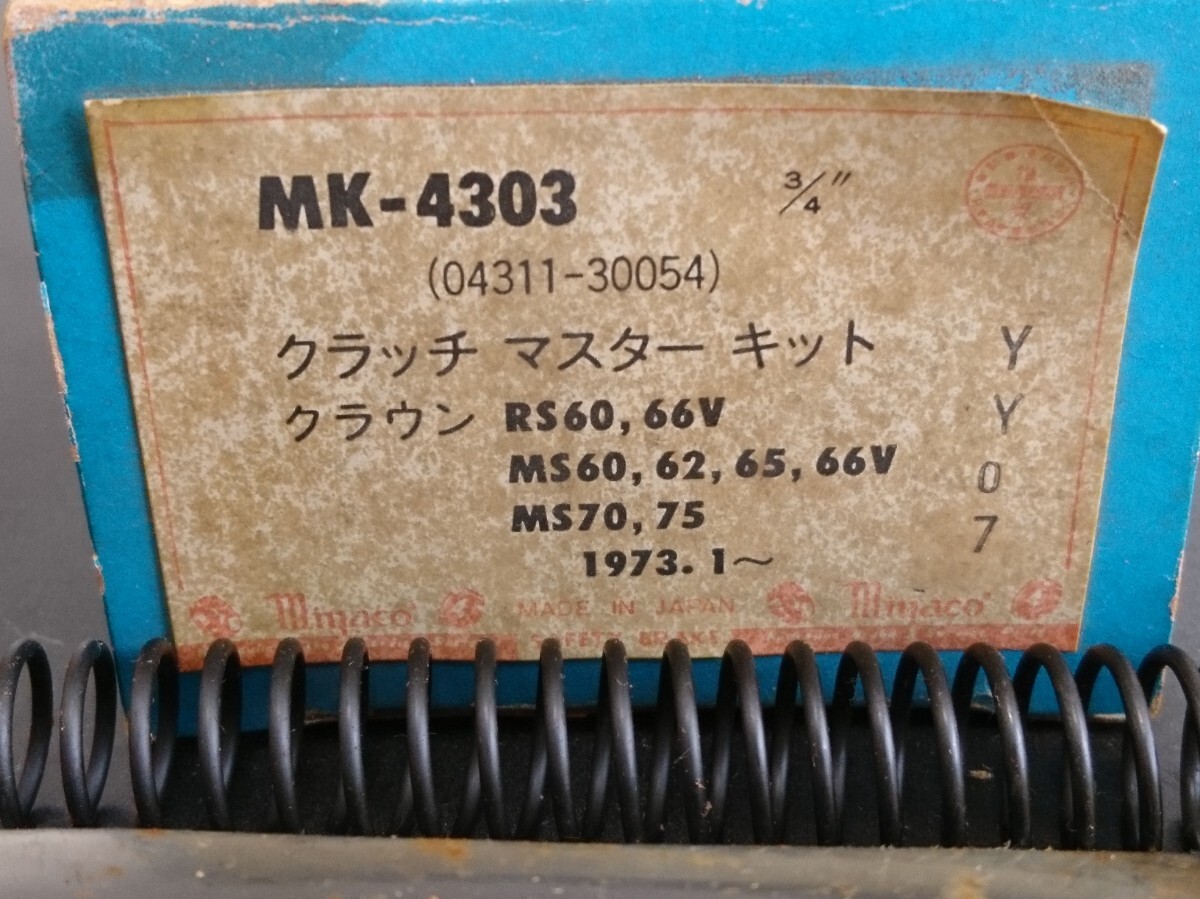 MK-4303 3/4"
(04311-30054)
クラッチ マスター キット
クラウン RS60, 66V
MS60, 62, 65, 66V
MS70, 75
1973. 1～
Y
Y
0
7
Miyaco MADE IN JAPAN Miyaco
SAFETY BRAKE